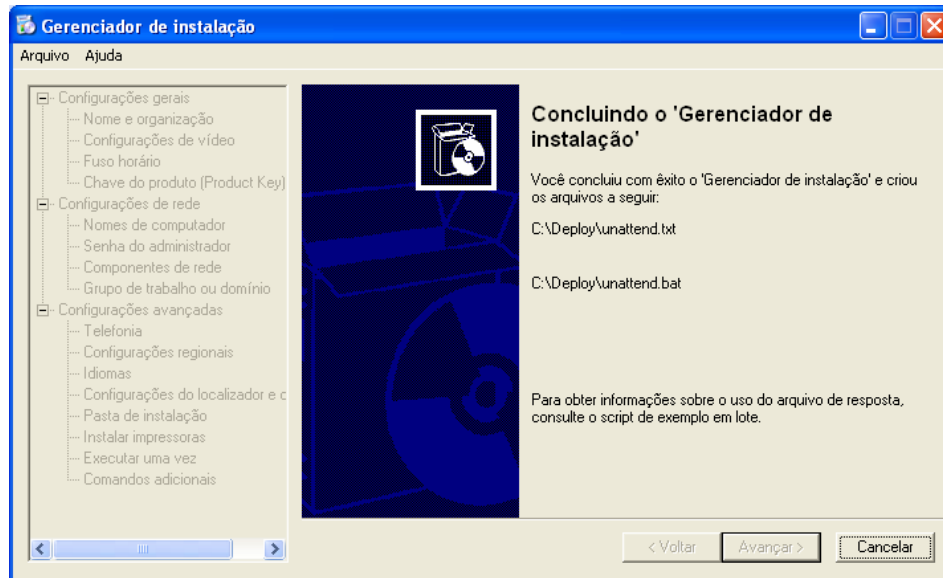 Gerenciador de instalação
Arquivo Ajuda
Configurações gerais
Nome e organização
Configurações de vídeo
Fuso horário
Chave do produto (Product Key)
Configurações de rede
Nomes de computador
Senha do administrador
Componentes de rede
Grupo de trabalho ou domínio
Configurações avançadas
Telefonia
Configurações regionais
Idiomas
Configurações do localizador e c
Pasta de instalação
Instalar impressoras
Executar uma vez
Comandos adicionais
Concluindo o 'Gerenciador de
instalação'
Você concluiu com êxito o 'Gerenciador de instalação' e criou
os arquivos a seguir:
C:\Deploy\unattend.txt
C:\Deploy\unattend.bat
Para obter informações sobre o uso do arquivo de resposta,
consulte o script de exemplo em lote.
< Voltar
Avançar >
Cancelar